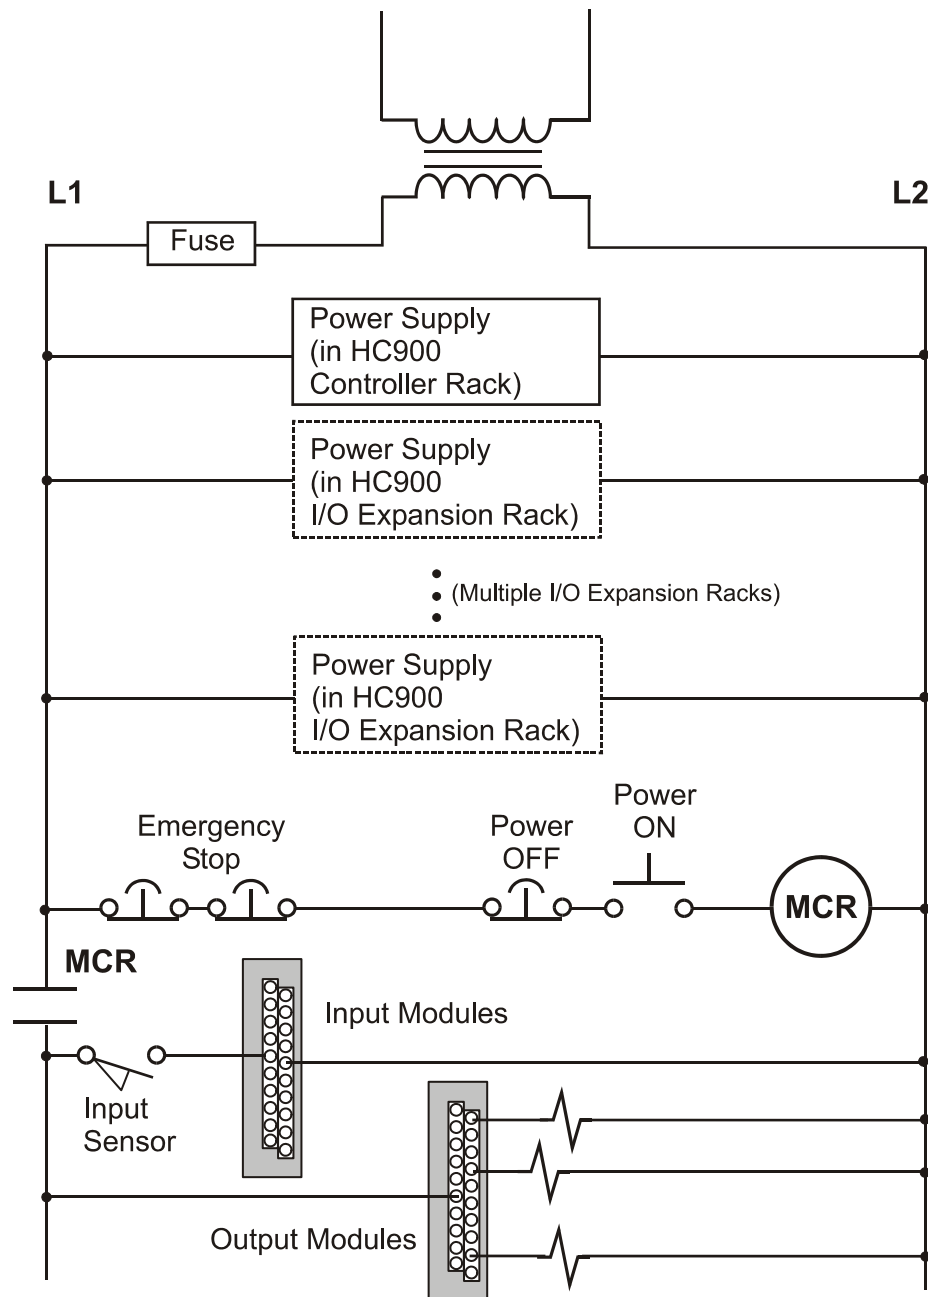 L1
L2
Fuse
Power Supply
(in HC900
Controller Rack)
Power Supply
(in HC900
I/O Expansion Rack)
(Multiple I/O Expansion Racks)
Power Supply
(in HC900
I/O Expansion Rack)
Emergency
Stop
Power
OFF
Power
ON
MCR
MCR
Input Modules
Input
Sensor
Output Modules